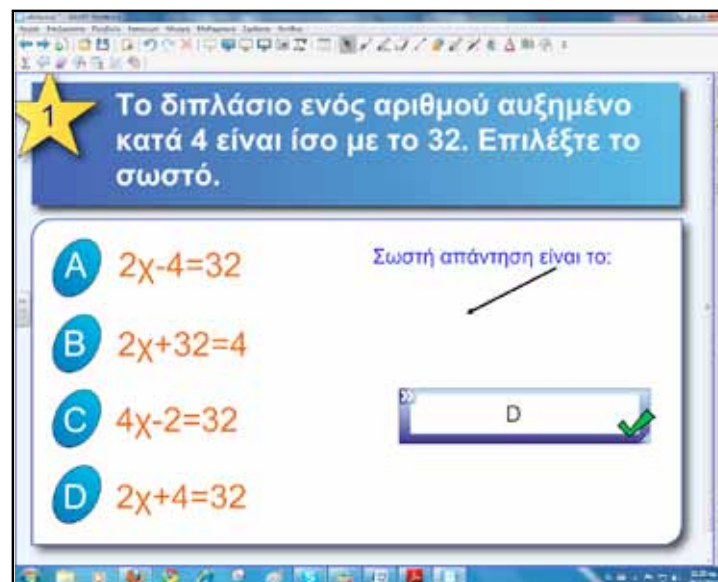 1
Το διπλάσιο ενός αριθμού αυξημένο
κατά 4 είναι ίσο με το 32. Επιλέξτε το
σωστό.
A 2χ-4=32
B 2χ+32=4
C 4χ-2=32
D 2χ+4=32
Σωστή απάντηση είναι το:
D